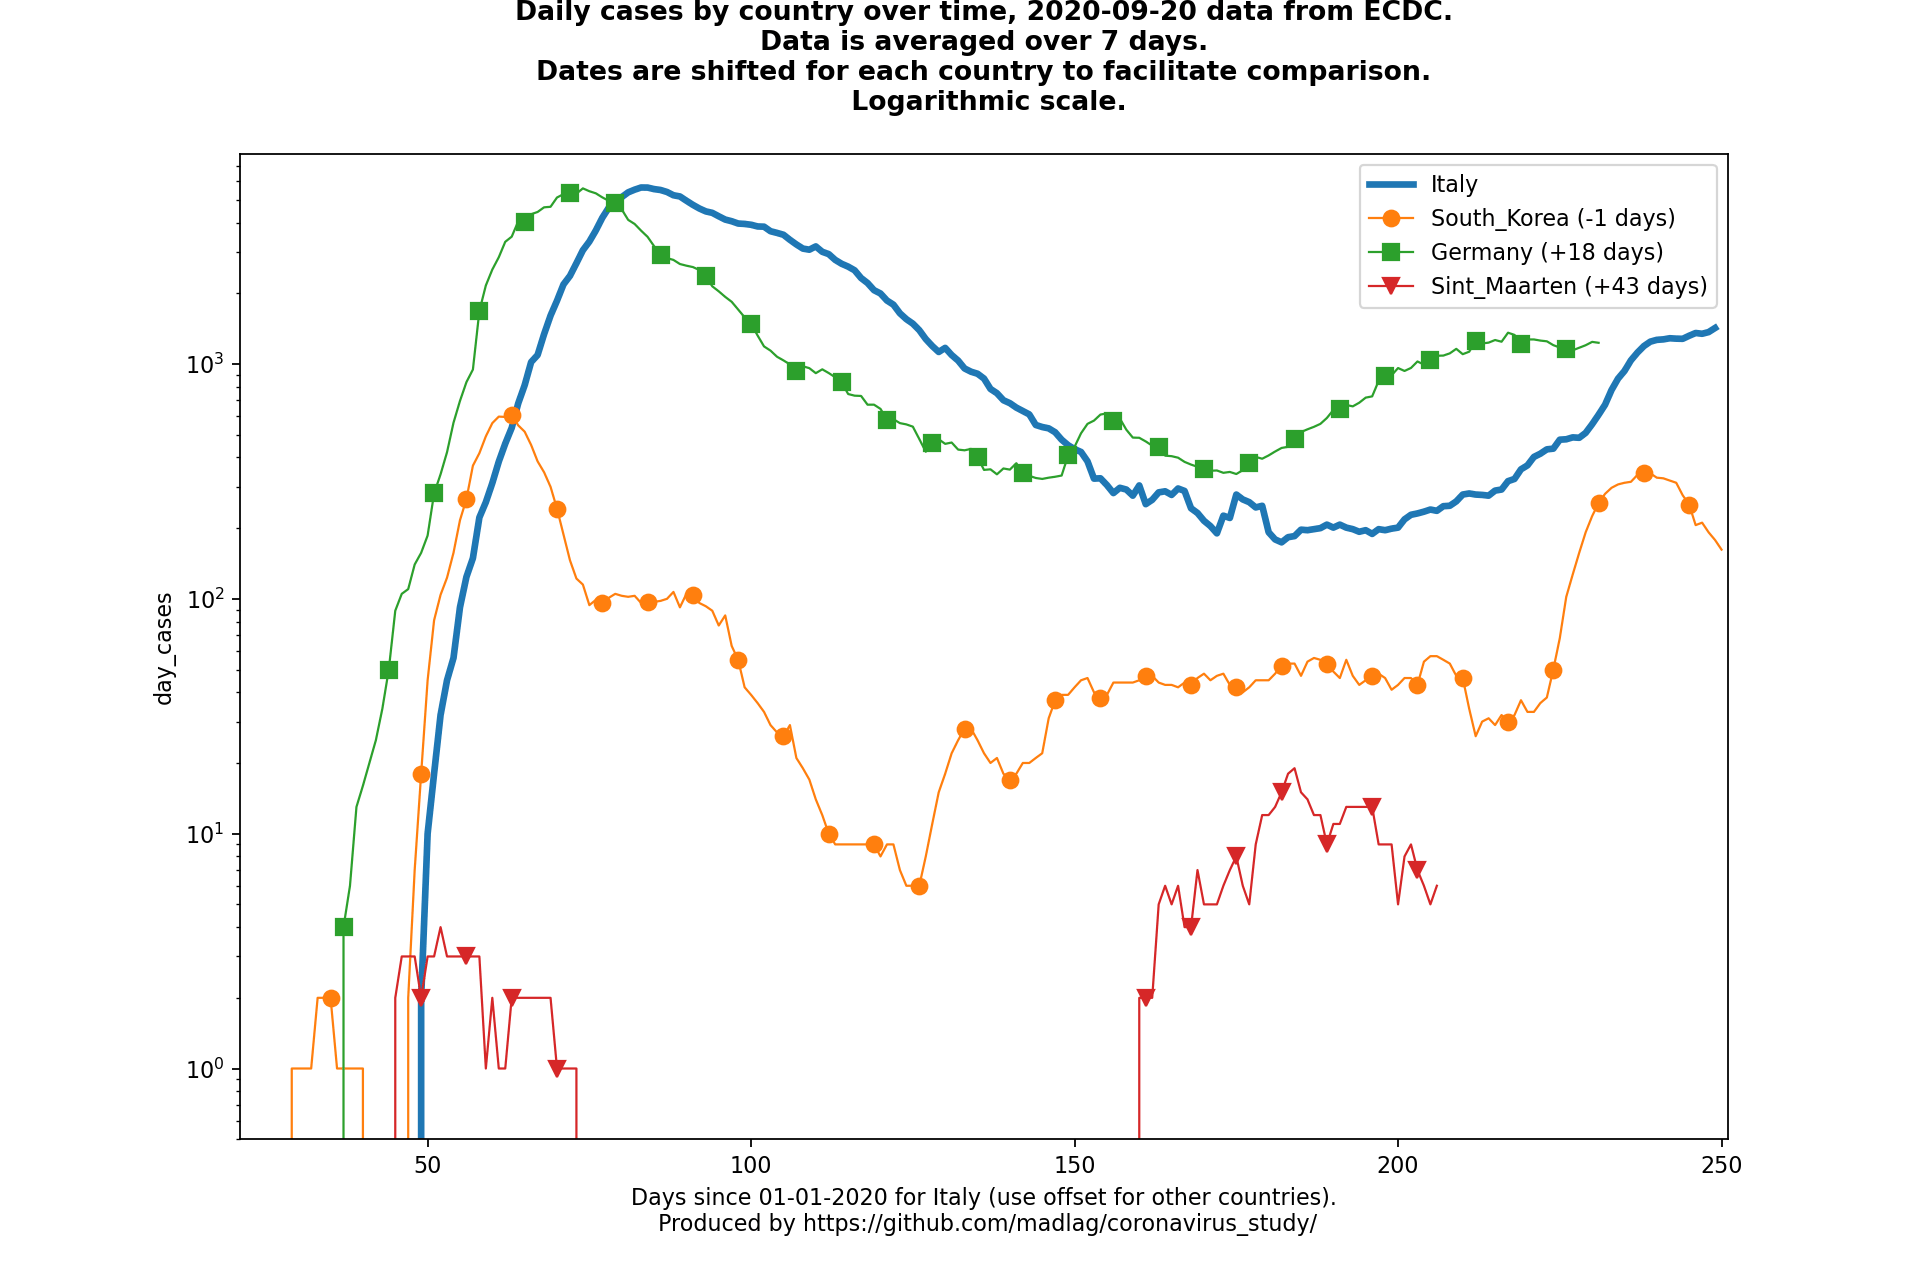 Daily cases by country over time, 2020-09-20 data from ECDC.
Data is averaged over 7 days.
Dates are shifted for each country to facilitate comparison.
Logarithmic scale.
Italy
South_Korea (-1 days)
Germany (+18 days)
Sint_Maarten (+43 days)
day_cases
10³
10²
10¹
10⁰
50
100
150
200
250
Days since 01-01-2020 for Italy (use offset for other countries).
Produced by https://github.com/madlag/coronavirus_study/